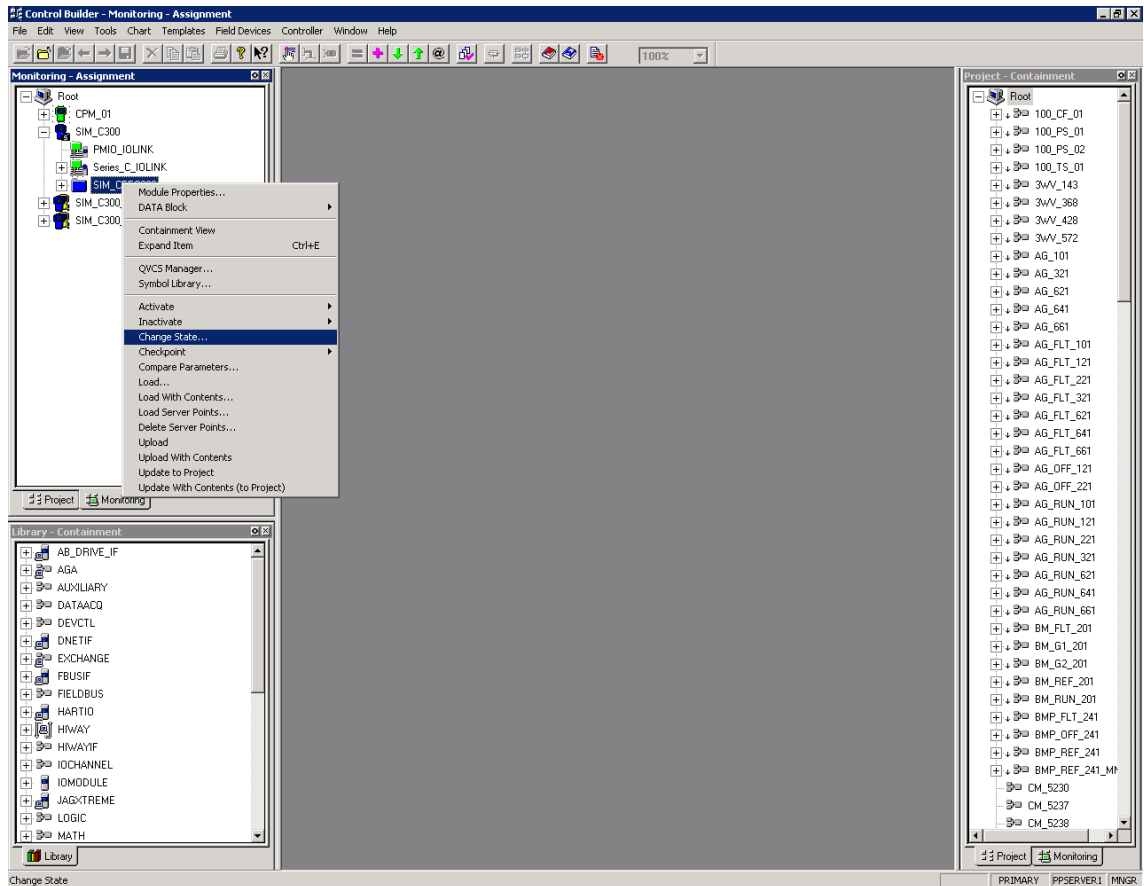 Control Builder - Monitoring - Assignment
File Edit View Tools Chart Templates Field Devices Controller Window Help
100%
Monitoring - Assignment
Root
CPM_01
SIM_C300
PMIO_IOLINK
Series_C_IOLINK
SIM_C300_
SIM_C300_
Module Properties...
DATA Block
Containment View
Expand Item Ctrl+E
QVCS Manager...
Symbol Library...
Activate
Inactivate
Change State...
Checkpoint
Compare Parameters...
Load...
Load With Contents...
Load Server Points...
Delete Server Points...
Upload
Upload With Contents
Update to Project
Update With Contents (to Project)
Project Monitoring
Library - Containment
AB_DRIVE_IF
AGA
AUXILIARY
DATAACQ
DEVCTL
DNETIF
EXCHANGE
FBUSIF
FIELDBUS
HARTIO
HIWAY
HIWAYIF
IOCHANNEL
IOMODULE
JAGXTREME
LOGIC
MATH
Library
Project - Containment
Root
100_CF_01
100_PS_01
100_PS_02
100_TS_01
3WV_143
3WV_368
3WV_428
3WV_572
AG_101
AG_321
AG_621
AG_641
AG_661
AG_FLT_101
AG_FLT_121
AG_FLT_221
AG_FLT_321
AG_FLT_621
AG_FLT_641
AG_FLT_661
AG_OFF_121
AG_OFF_221
AG_RUN_101
AG_RUN_121
AG_RUN_221
AG_RUN_321
AG_RUN_621
AG_RUN_641
AG_RUN_661
BM_FLT_201
BM_G1_201
BM_G2_201
BM_REF_201
BM_RUN_201
BMP_FLT_241
BMP_OFF_241
BMP_REF_241
BMP_REF_241_MN
CM_5230
CM_5237
CM_5238
Project Monitoring
Change State
PRIMARY PPSERVER1 MNGR